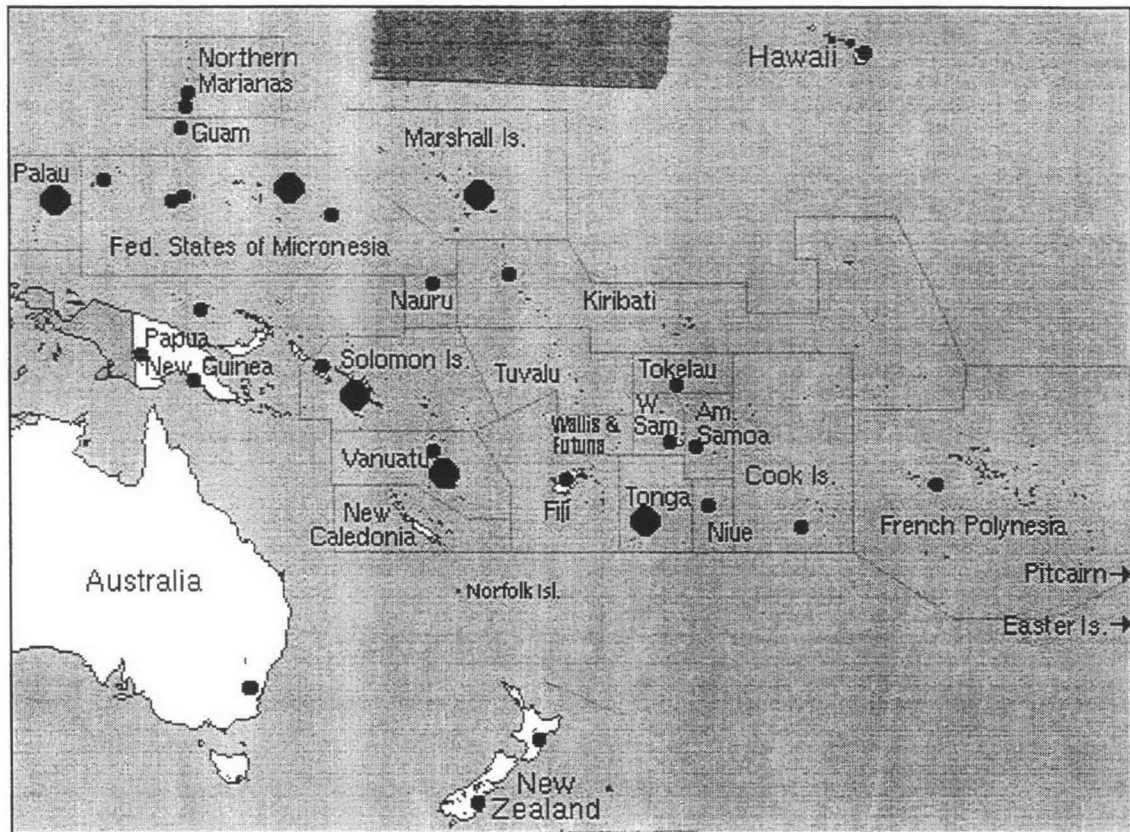 Hawaii
Northern
Marianas
Guam
Marshall Is.
Palau
Fed. States of Micronesia
Nauru
Kiribati
Papua
New Guinea
Solomon Is.
Tuvalu
Tokelau
W.
Sam.
Am.
Samoa
Wallis &
Futuna
Vanuatu
Fiji
Tonga
Niue
Cook Is.
New
Caledonia
French Polynesia
Australia
Norfolk Isl.
Pitcairn
Easter Is.
New
Zealand